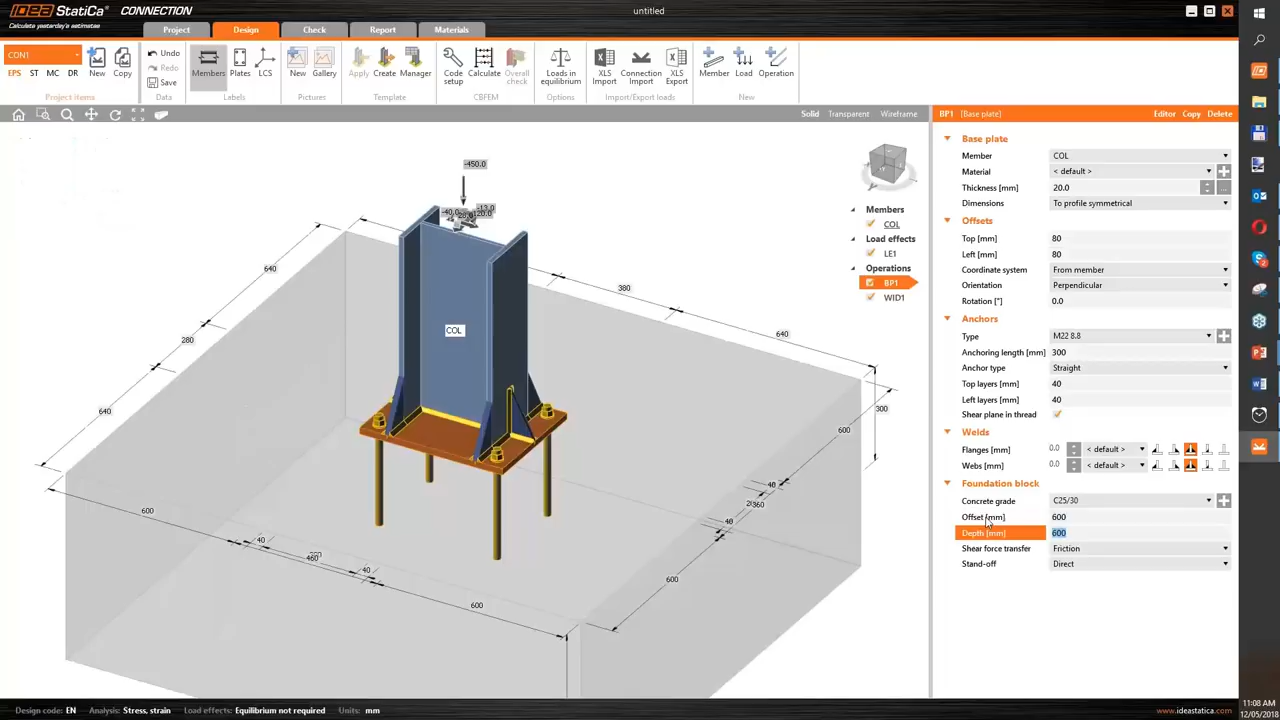 IDEA StatiCa® CONNECTION
Calculate yesterday's estimates
untitled
Project
Design
Check
Report
Materials
CON1
EPS ST MC DR
New
Copy
Project items
Undo
Redo
Save
Data
Members
Plates
LCS
Labels
New
Gallery
Pictures
Apply
Create
Manager
Template
Code setup
Calculate
Overall check
CBFEM
Loads in equilibrium
Options
XLS Import
Connection Import
XLS Export
Import/Export loads
Member
Load
Operation
New
Solid
Transparent
Wireframe
BP1 [Base plate]
Editor
Copy
Delete
-450.0
-40.0
-13.0
640
280
640
380
640
300
600
600
600
40
40
600
40
40
COL
Members
COL
Load effects
LE1
Operations
BP1
WID1
Base plate
Member COL
Material < default >
Thickness [mm] 20.0
Dimensions To profile symmetrical
Offsets
Top [mm] 80
Left [mm] 80
Coordinate system From member
Orientation Perpendicular
Rotation [°] 0.0
Anchors
Type M22 8.8
Anchoring length [mm] 300
Anchor type Straight
Top layers [mm] 40
Left layers [mm] 40
Shear plane in thread
Welds
Flanges [mm] 0.0 < default >
Webs [mm] 0.0 < default >
Foundation block
Concrete grade C25/30
Offset [mm] 600
Depth [mm] 600
Shear force transfer Friction
Stand-off Direct
Design code: EN Analysis: Stress, strain Load effects: Equilibrium not required Units: mm
www.ideastatica.com
11:08 AM
12/05/2018